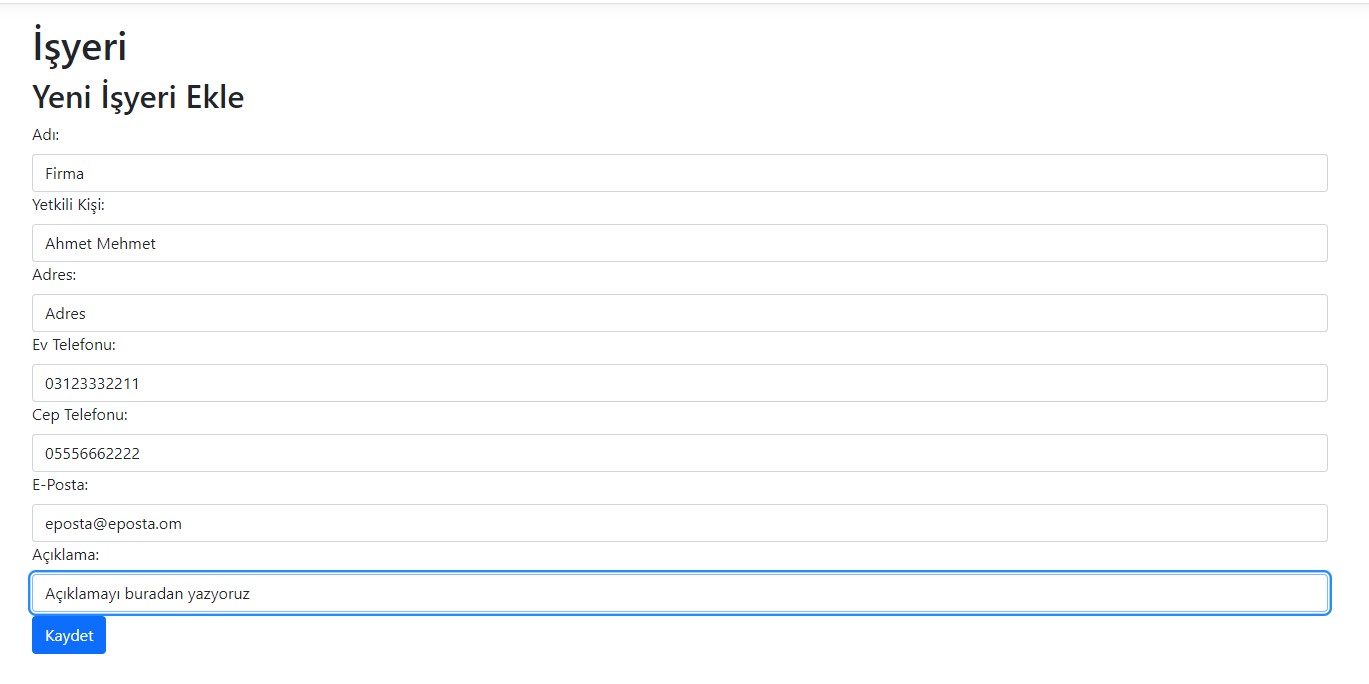 İşyeri
Yeni İşyeri Ekle
Adı:
Firma
Yetkili Kişi:
Ahmet Mehmet
Adres:
Adres
Ev Telefonu:
03123332211
Cep Telefonu:
05556662222
E-Posta:
eposta@eposta.om
Açıklama:
Açıklamayı buradan yazyoruz
Kaydet